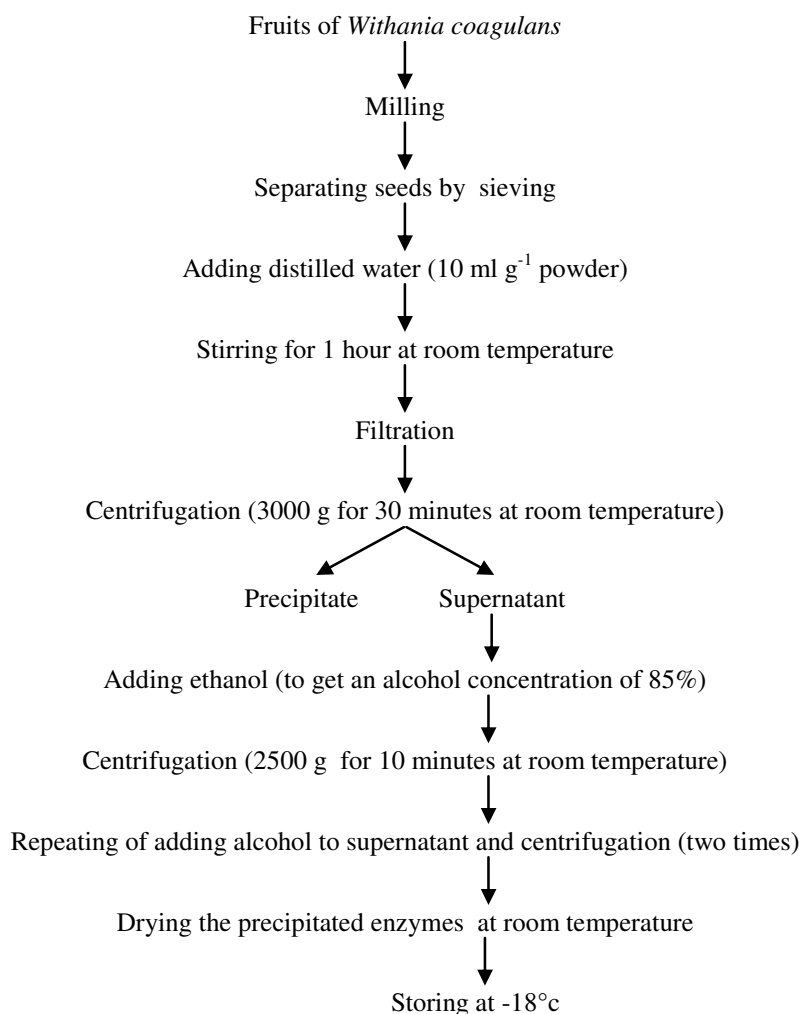 Fruits of Withania coagulans
Milling
Separating seeds by sieving
Adding distilled water (10 ml g-1 powder)
Stirring for 1 hour at room temperature
Filtration
Centrifugation (3000 g for 30 minutes at room temperature)
Precipitate Supernatant
Adding ethanol (to get an alcohol concentration of 85%)
Centrifugation (2500 g for 10 minutes at room temperature)
Repeating of adding alcohol to supernatant and centrifugation (two times)
Drying the precipitated enzymes at room temperature
Storing at -18°c